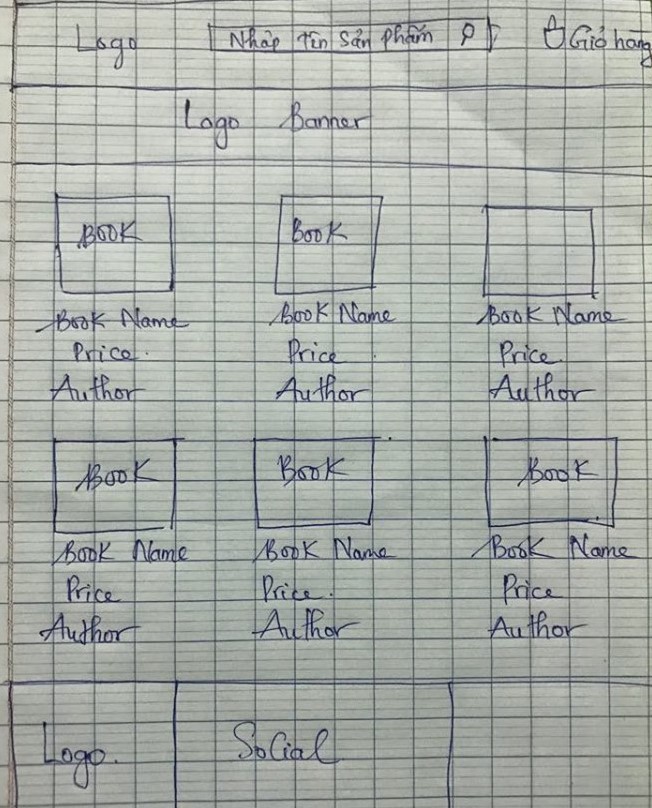 Logo Nhập tên sản phẩm Giỏ hàng
Logo Banner
BOOK BOOK
Book Name Book Name Book Name
Price. Price Price
Author Author Author
BOOK BOOK BOOK
Book Name Book Name Book Name
Price Price. Price
Author Author Author
Logo. Social